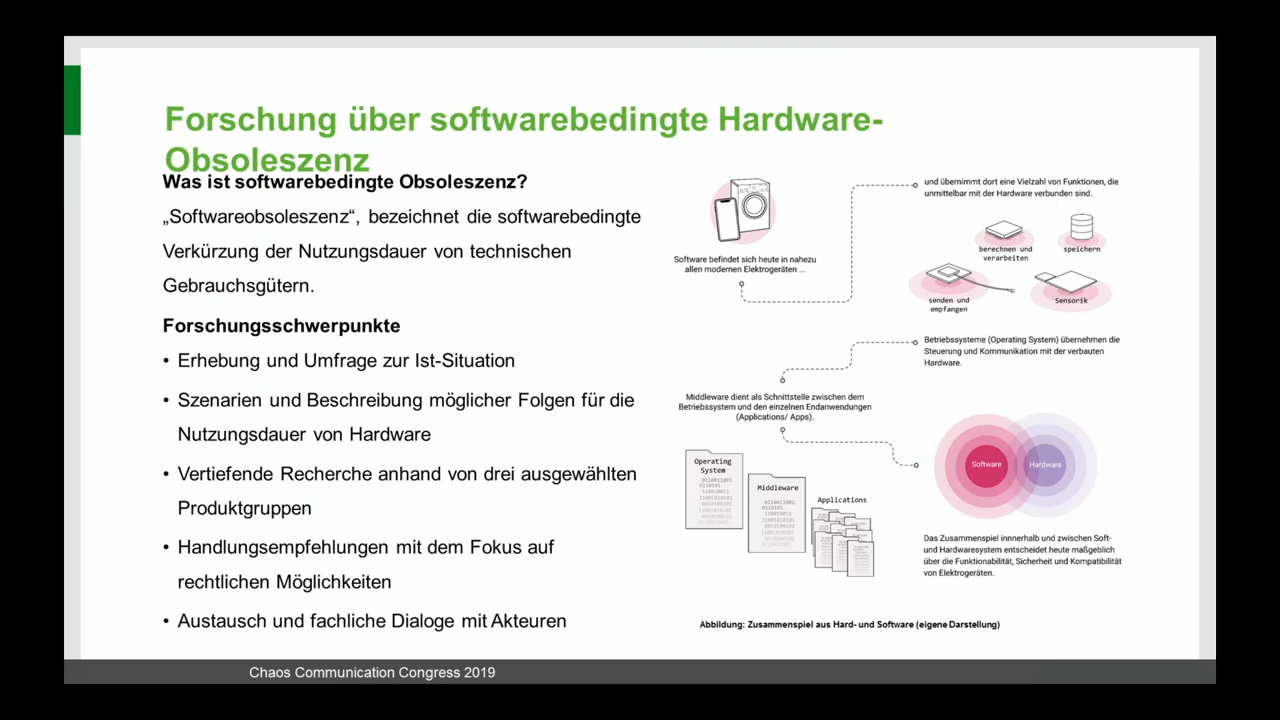 Forschung über softwarebedingte Hardware-
Obsoleszenz
Was ist softwarebedingte Obsoleszenz?
„Softwareobsoleszenz“, bezeichnet die softwarebedingte
Verkürzung der Nutzungsdauer von technischen
Gebrauchsgütern.
Forschungsschwerpunkte
• Erhebung und Umfrage zur Ist-Situation
• Szenarien und Beschreibung möglicher Folgen für die
Nutzungsdauer von Hardware
• Vertiefende Recherche anhand von drei ausgewählten
Produktgruppen
• Handlungsempfehlungen mit dem Fokus auf
rechtlichen Möglichkeiten
• Austausch und fachliche Dialoge mit Akteuren
Software befindet sich heute in nahezu
allen modernen Elektrogeräten ...
und übernimmt dort eine Vielzahl von Funktionen, die
unmittelbar mit der Hardware verbunden sind.
berechnen und
verarbeiten
speichern
senden und
empfangen
Sensorik
Betriebssysteme (Operating System) übernehmen die
Steuerung und Kommunikation mit der verbauten
Hardware.
Middleware dient als Schnittstelle zwischen dem
Betriebssystem und den einzelnen Endanwendungen
(Applications/ Apps).
Operating
System
Middleware
Applications
Software
Hardware
Das Zusammenspiel innnerhalb und zwischen Soft-
und Hardwaresystem entscheidet heute maßgeblich
über die Funktionabilität, Sicherheit und Kompatibilität
von Elektrogeräten.
Abbildung: Zusammenspiel aus Hard- und Software (eigene Darstellung)
Chaos Communication Congress 2019